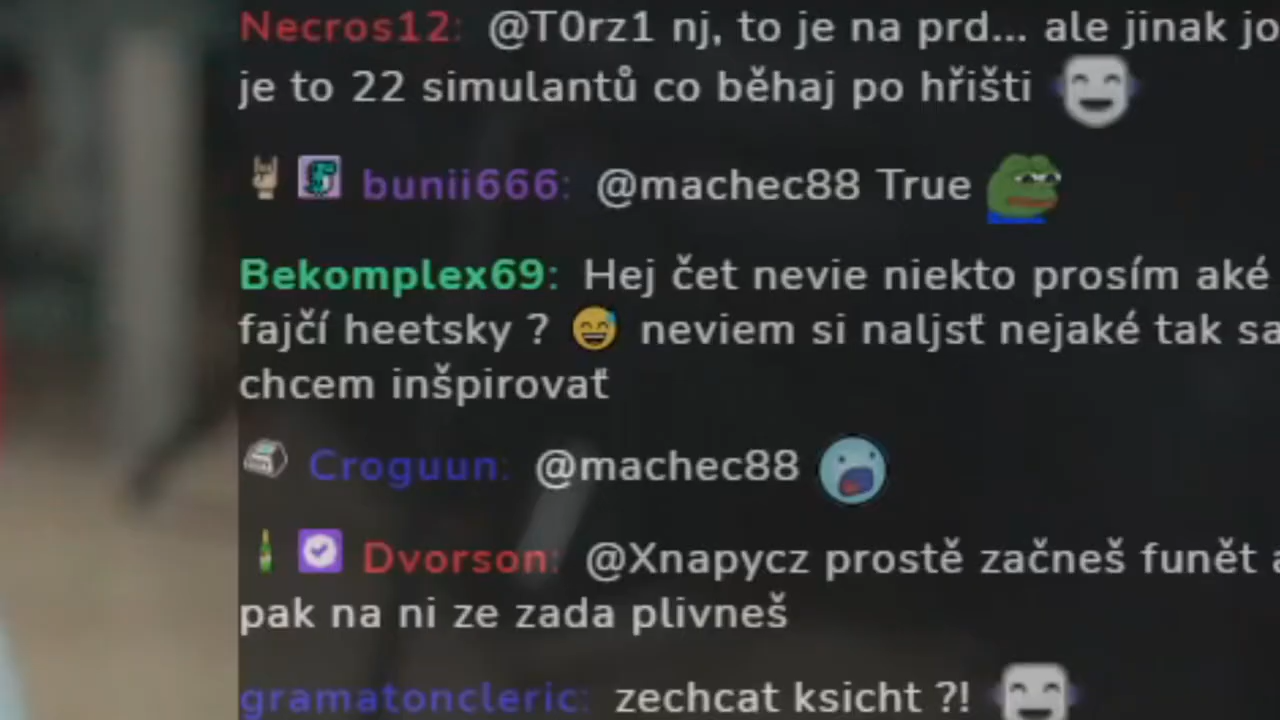 Necros12: @T0rz1 nj, to je na prd... ale jinak jo
je to 22 simulantů co běhaj po hřišti
bunii666: @machec88 True
Bekomplex69: Hej čet nevie niekto prosím aké
fajčí heetsky ? neviem si naljsť nejaké tak sa
chcem inšpirovať
Croguun: @machec88
Dvorson: @Xnapycz prostě začneš funět a
pak na ni ze zada plivneš
gramatoncleric: zechcat ksicht ?!